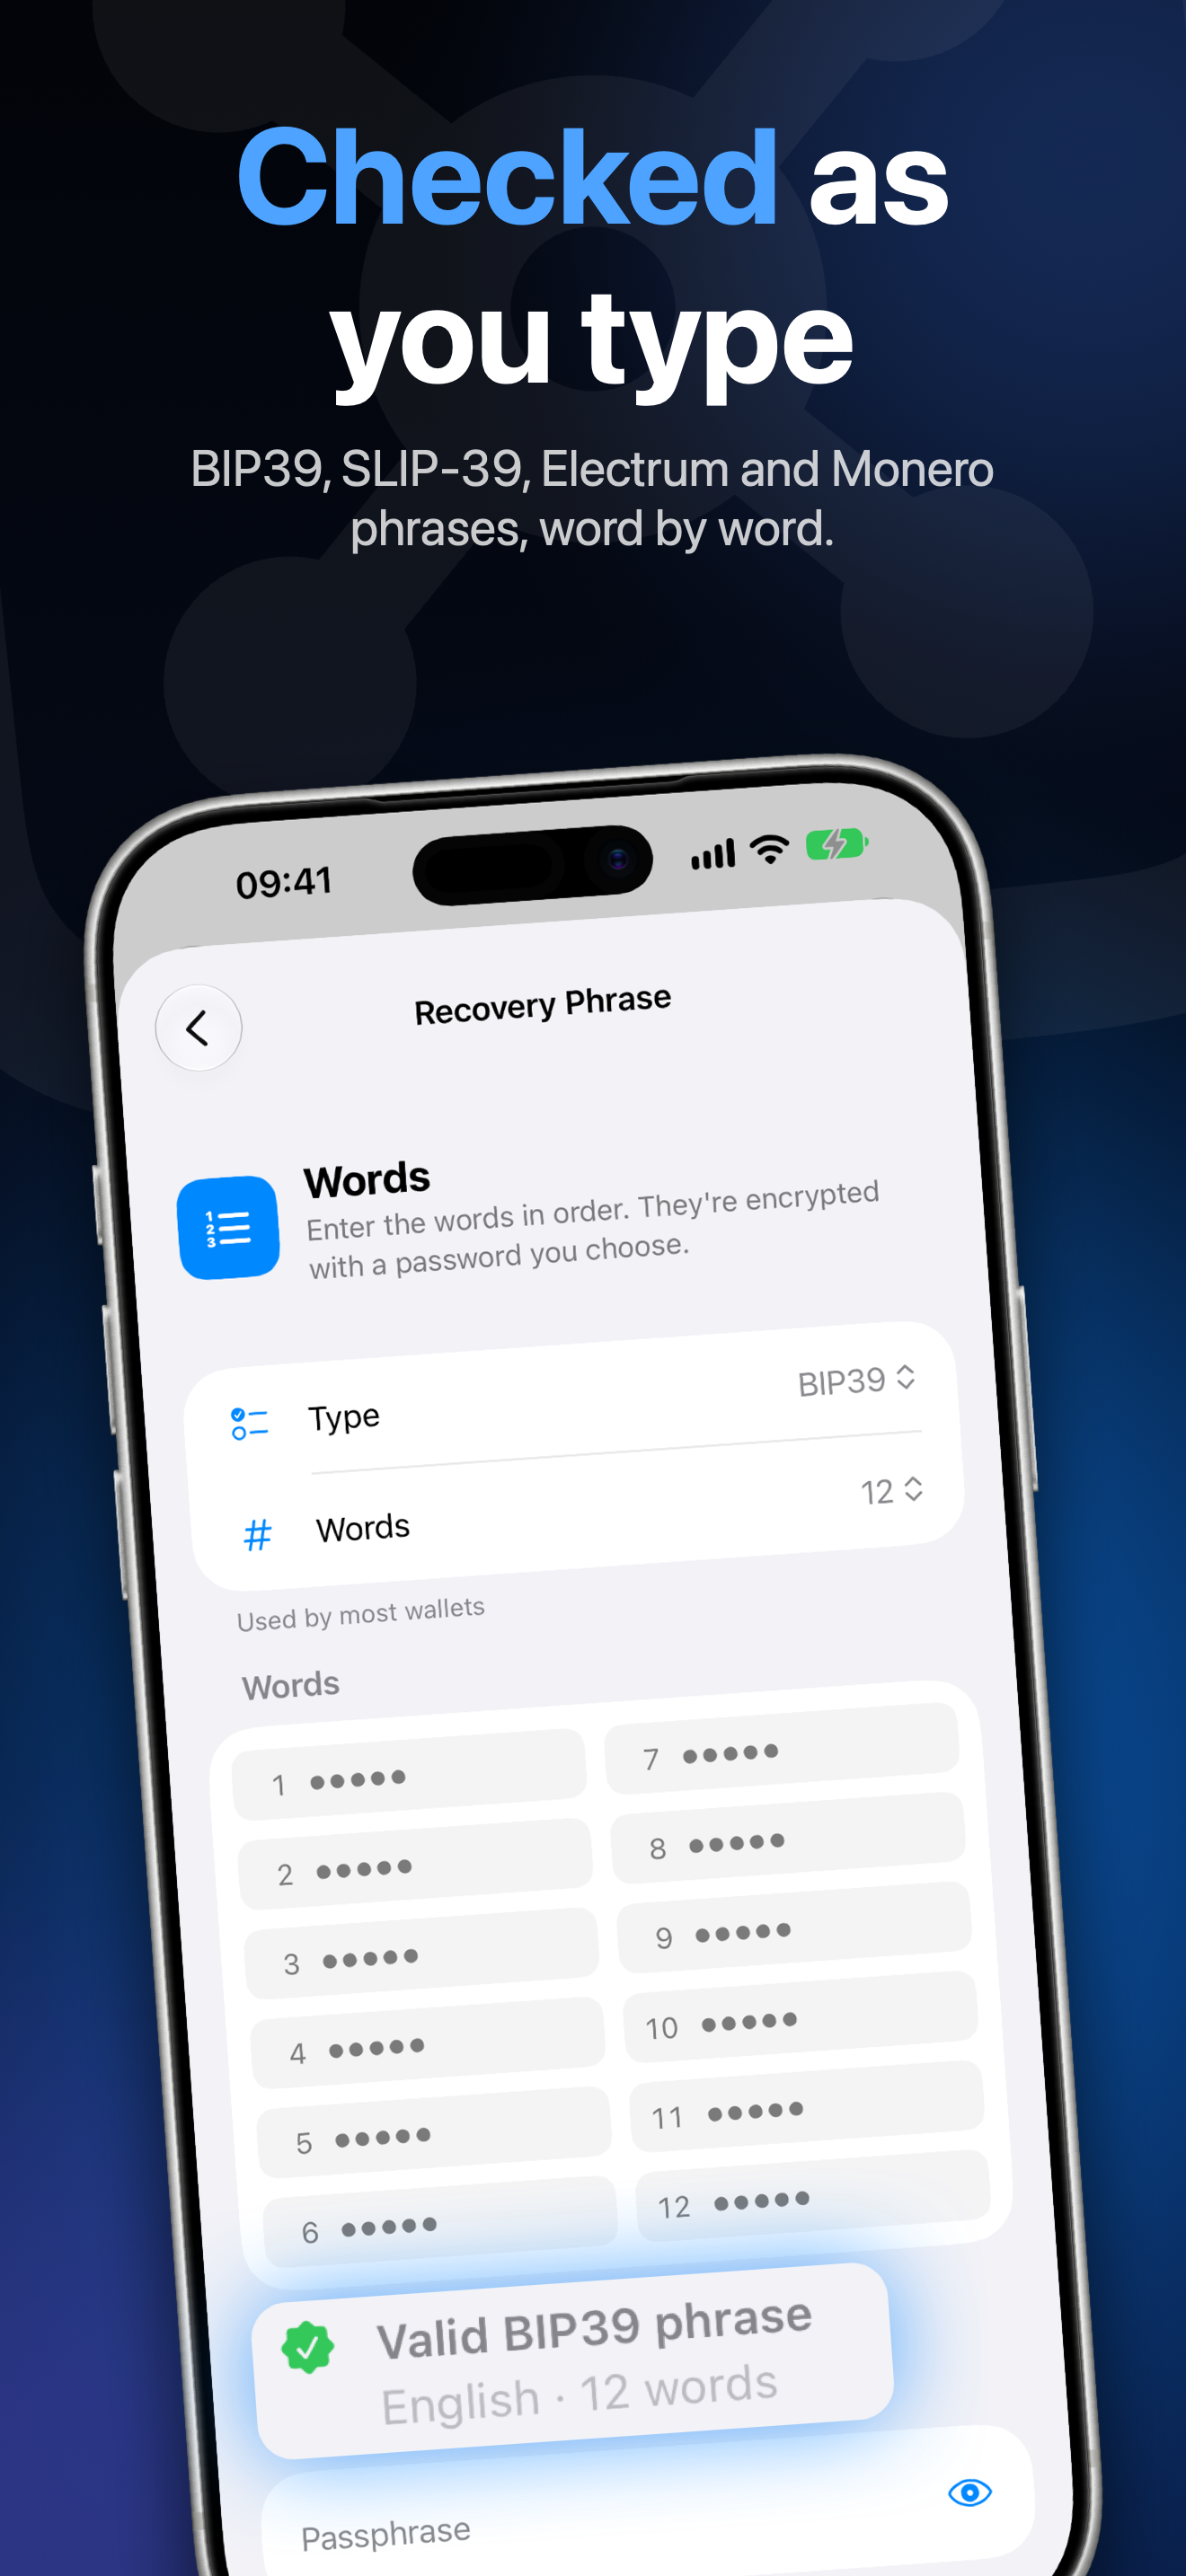 Checked as
you type
BIP39, SLIP-39, Electrum and Monero
phrases, word by word.
09:41
Recovery Phrase
Words
Enter the words in order. They're encrypted
with a password you choose.
Type
BIP39
Words
12
Used by most wallets
Words
1 •••••
7 •••••
2 •••••
8 •••••
3 •••••
9 •••••
4 •••••
10 •••••
5 •••••
11 •••••
6 •••••
12 •••••
Valid BIP39 phrase
English · 12 words
Passphrase